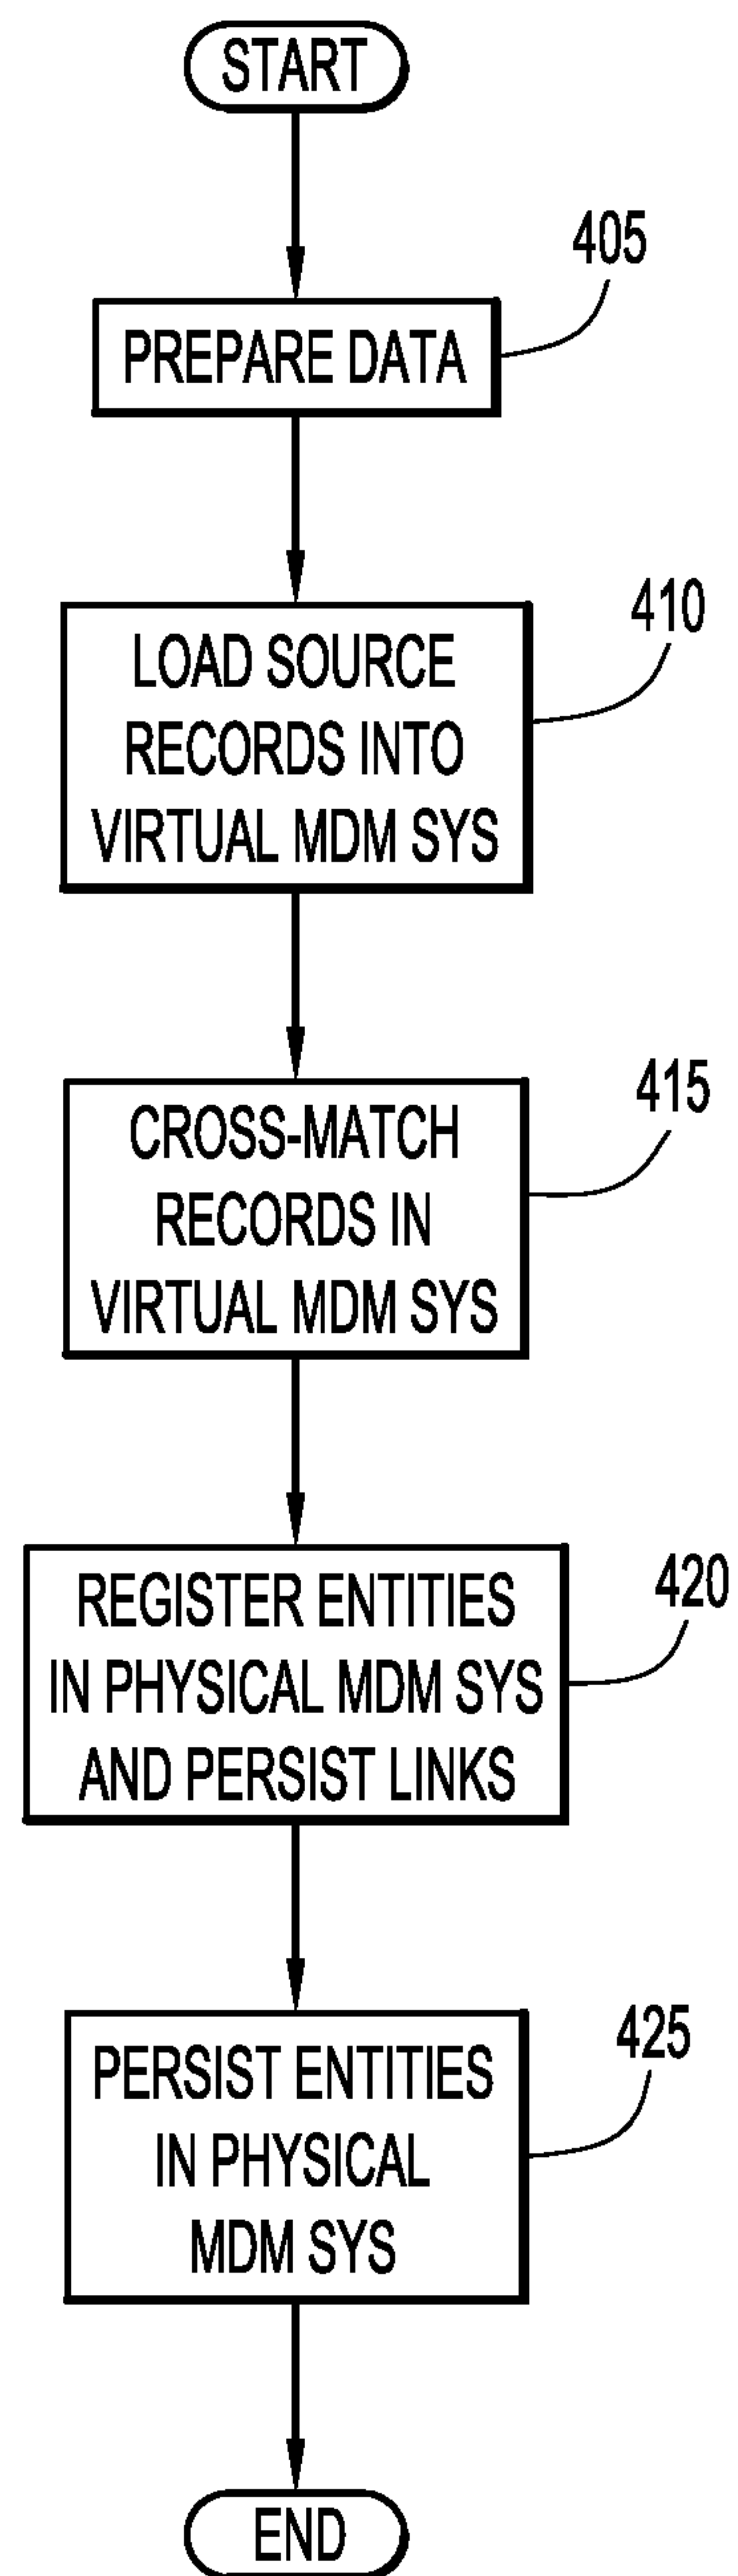 START
405
PREPARE DATA
410
LOAD SOURCE
RECORDS INTO
VIRTUAL MDM SYS
415
CROSS-MATCH
RECORDS IN
VIRTUAL MDM SYS
420
REGISTER ENTITIES
IN PHYSICAL MDM SYS
AND PERSIST LINKS
425
PERSIST ENTITIES
IN PHYSICAL
MDM SYS
END